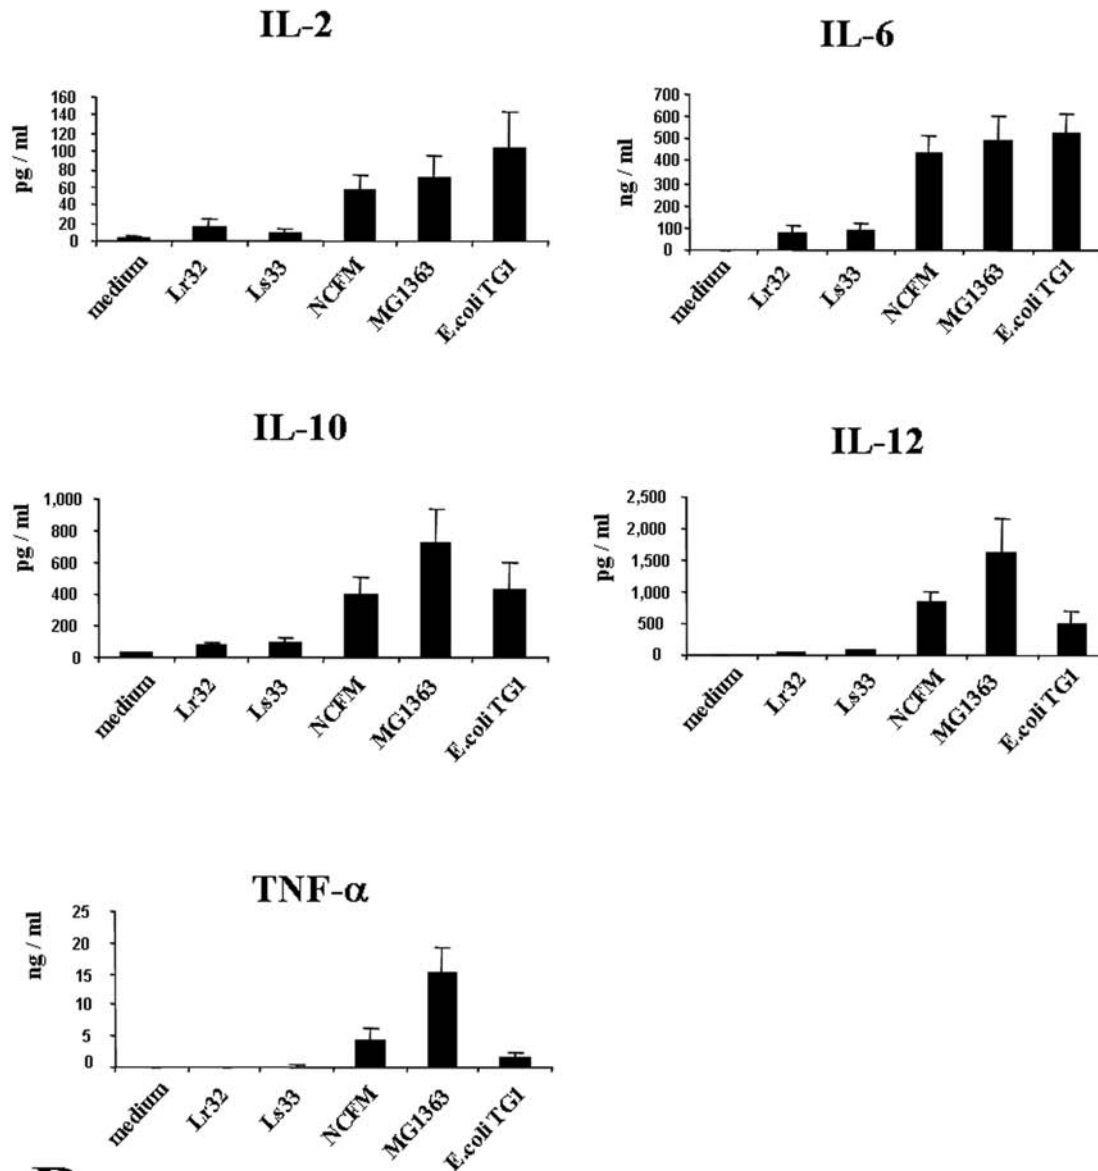 IL-2
pg / ml
160
140
120
100
80
60
40
20
0
medium
Lr32
Ls33
NCFM
MG1363
E.coli TG1
IL-6
ng / ml
700
600
500
400
300
200
100
0
medium
Lr32
Ls33
NCFM
MG1363
E.coli TG1
IL-10
pg / ml
1,000
800
600
400
200
0
medium
Lr32
Ls33
NCFM
MG1363
E.coli TG1
IL-12
pg / ml
2,500
2,000
1,500
1,000
500
0
medium
Lr32
Ls33
NCFM
MG1363
E.coli TG1
TNF-α
ng / ml
25
20
15
10
5
0
medium
Lr32
Ls33
NCFM
MG1363
E.coli TG1